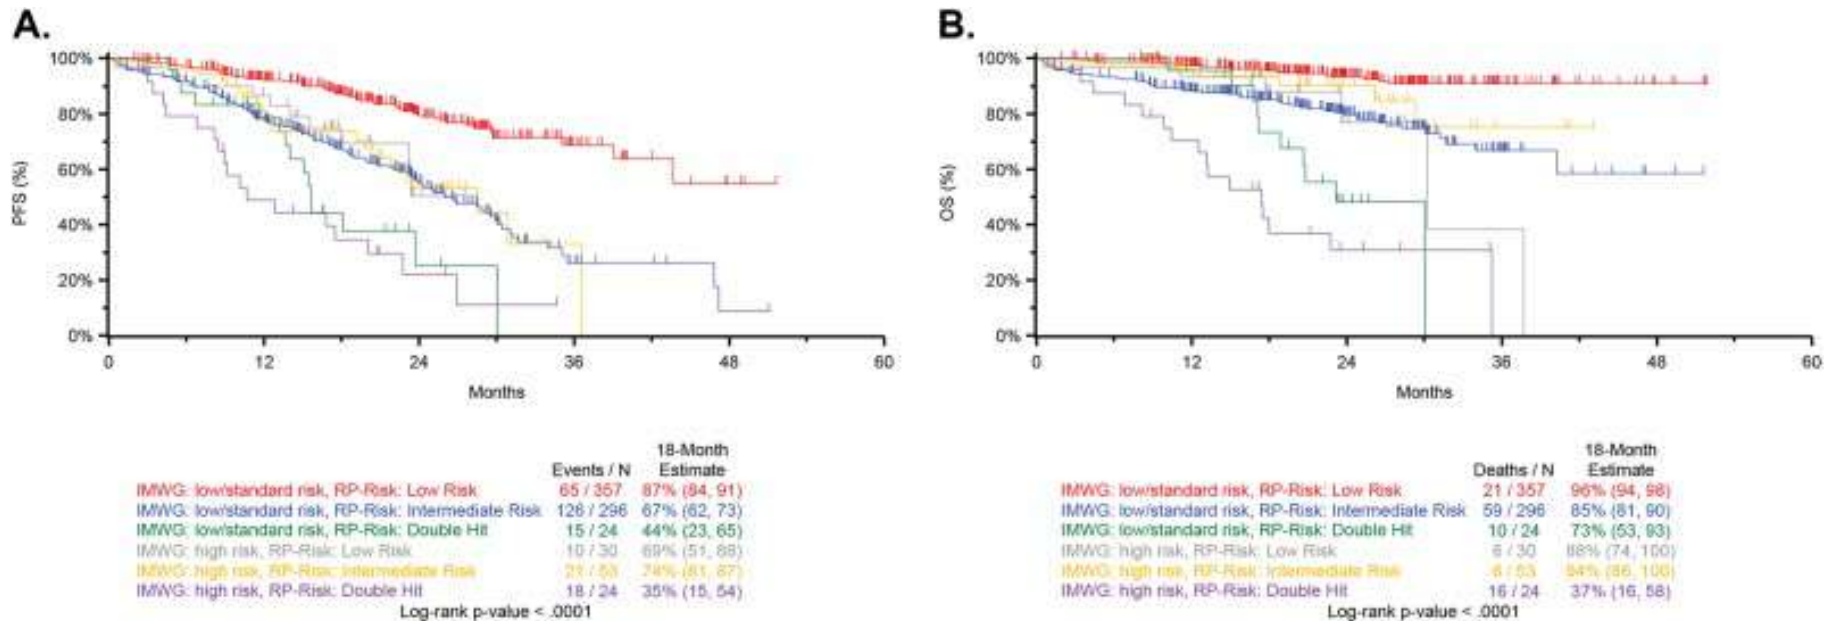 A.
100%
80%
60%
40%
20%
0%
PFS (%)
0 12 24 36 48 60
Months
18-Month
Events / N Estimate
IMWG: low/standard risk, RP-Risk: Low Risk 65 / 357 87% (84, 91)
IMWG: low/standard risk, RP-Risk: Intermediate Risk 126 / 296 67% (62, 73)
IMWG: low/standard risk, RP-Risk: Double Hit 15 / 24 44% (23, 65)
IMWG: high risk, RP-Risk: Low Risk 10 / 30 69% (51, 88)
IMWG: high risk, RP-Risk: Intermediate Risk 21 / 53 74% (61, 87)
IMWG: high risk, RP-Risk: Double Hit 18 / 24 35% (15, 54)
Log-rank p-value < .0001
B.
100%
80%
60%
40%
20%
0%
OS (%)
0 12 24 36 48 60
Months
18-Month
Deaths / N Estimate
IMWG: low/standard risk, RP-Risk: Low Risk 21 / 357 96% (94, 98)
IMWG: low/standard risk, RP-Risk: Intermediate Risk 59 / 296 85% (81, 90)
IMWG: low/standard risk, RP-Risk: Double Hit 10 / 24 73% (53, 93)
IMWG: high risk, RP-Risk: Low Risk 6 / 30 88% (74, 100)
IMWG: high risk, RP-Risk: Intermediate Risk 8 / 53 94% (86, 100)
IMWG: high risk, RP-Risk: Double Hit 16 / 24 37% (16, 58)
Log-rank p-value < .0001